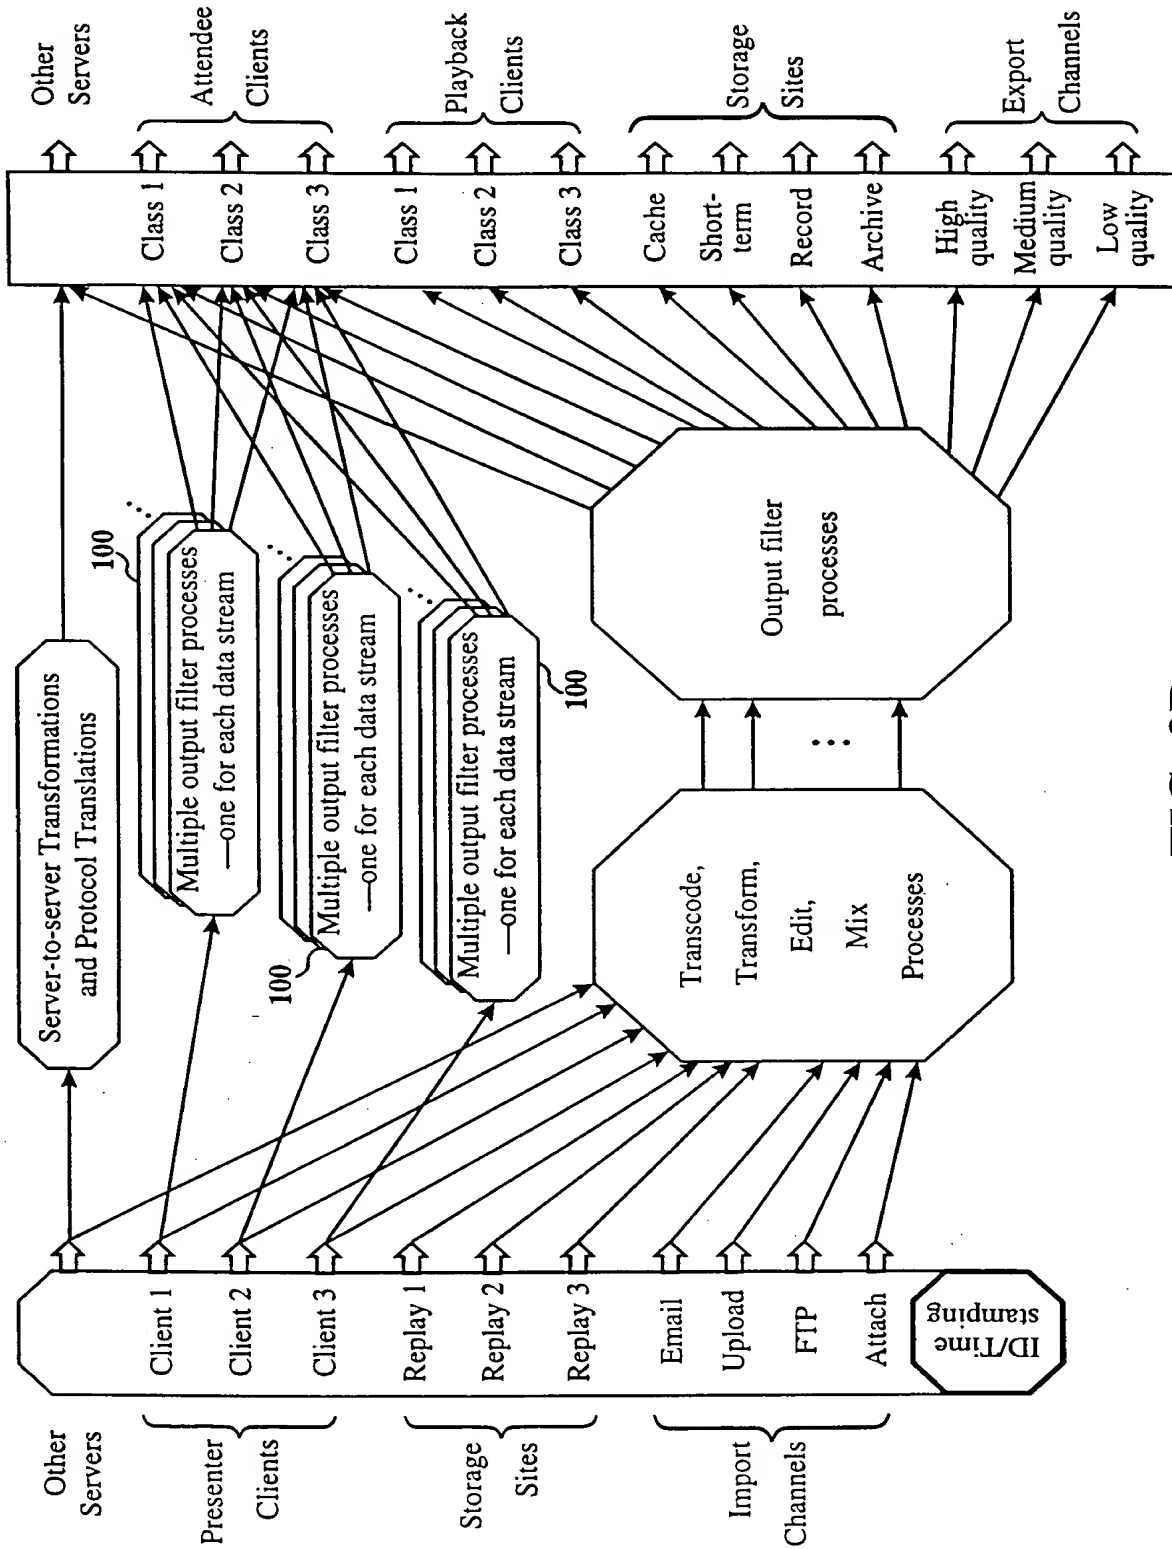 Other
Servers
Presenter
Clients
Storage
Sites
Import
Channels
Client 1
Client 2
Client 3
Replay 1
Replay 2
Replay 3
Email
Upload
FTP
Attach
ID/Time
stamping
Server-to-server Transformations
and Protocol Translations
100
Multiple output filter processes
—one for each data stream
100
Multiple output filter processes
—one for each data stream
100
Multiple output filter processes
—one for each data stream
Transcode,
Transform,
Edit,
Mix
Processes
Output filter
processes
Class 1
Class 2
Class 3
Class 1
Class 2
Class 3
Cache
Short-
term
Record
Archive
High
quality
Medium
quality
Low
quality
Other
Servers
Attendee
Clients
Playback
Clients
Storage
Sites
Export
Channels